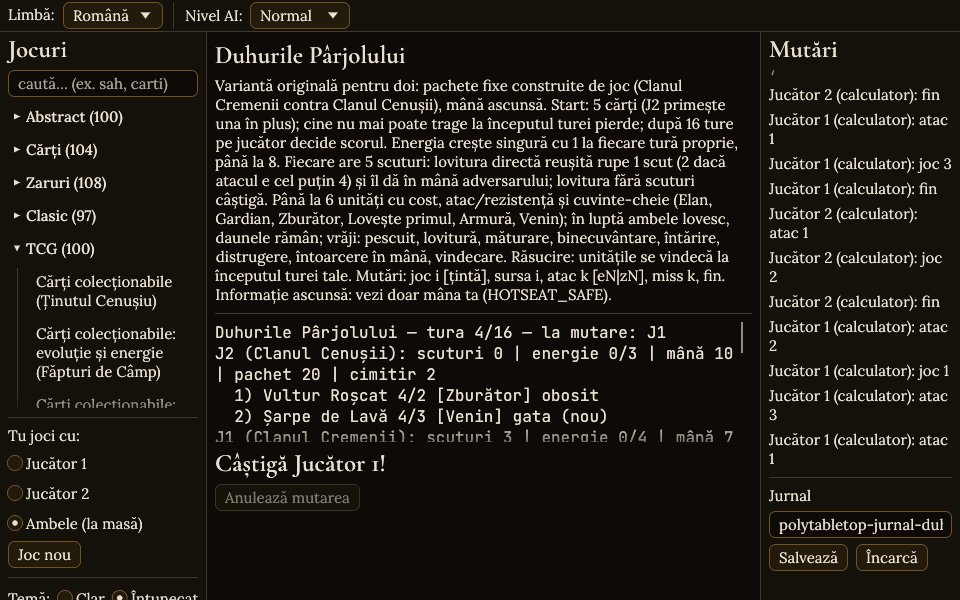 Limbă: Română Nivel AI: Normal
Jocuri
caută... (ex. sah, carti)
Abstract (100)
Cărți (104)
Zaruri (108)
Clasic (97)
TCG (100)
Cărți colecționabile
(Ținutul Cenușiu)
Cărți colecționabile:
evoluție și energie
(Făpturi de Câmp)
Cărți colecționabile:
Tu joci cu:
Jucător 1
Jucător 2
Ambele (la masă)
Joc nou
Temă: Clar Întunecat
Duhurile Pârjolului
Variantă originală pentru doi: pachete fixe construite de joc (Clanul
Cremenii contra Clanul Cenușii), mână ascunsă. Start: 5 cărți (J2 primește
una în plus); cine nu mai poate trage la începutul turei pierde; după 16 ture
pe jucător decide scorul. Energia crește singură cu 1 la fiecare tură proprie,
până la 8. Fiecare are 5 scuturi: lovitura directă reușită rupe 1 scut (2 dacă
atacul e cel puțin 4) și îl dă în mână adversarului; lovitura fără scuturi
câștigă. Până la 6 unități cu cost, atac/rezistență și cuvinte-cheie (Elan,
Gardian, Zburător, Lovește primul, Armură, Venin); în luptă ambele lovesc,
daunele rămân; vrăji: pescuit, lovitură, măturare, binecuvântare, întărire,
distrugere, întoarcere în mână, vindecare. Răsucire: unitățile se vindecă la
începutul turei tale. Mutări: joc i [țintă], sursa i, atac k [eN|zN], miss k, fin.
Informație ascunsă: vezi doar mâna ta (HOTSEAT_SAFE).
Duhurile Pârjolului — tura 4/16 — la mutare: J1
J2 (Clanul Cenușii): scuturi 0 | energie 0/3 | mână 10
| pachet 20 | cimitir 2
1) Vultur Roșcat 4/2 [Zburător] obosit
2) Șarpe de Lavă 4/3 [Venin] gata (nou)
J1 (Clanul Cremenii): scuturi 3 | energie 0/4 | mână 7
Câștigă Jucător 1!
Anulează mutarea
Mutări
Jucător 2 (calculator): fin
Jucător 1 (calculator): atac
1
Jucător 1 (calculator): joc 3
Jucător 1 (calculator): fin
Jucător 2 (calculator):
atac 1
Jucător 2 (calculator): joc
2
Jucător 2 (calculator): fin
Jucător 1 (calculator): atac
2
Jucător 1 (calculator): joc 1
Jucător 1 (calculator): atac
3
Jucător 1 (calculator): atac
1
Jurnal
polytabletop-jurnal-dul
Salvează Încarcă